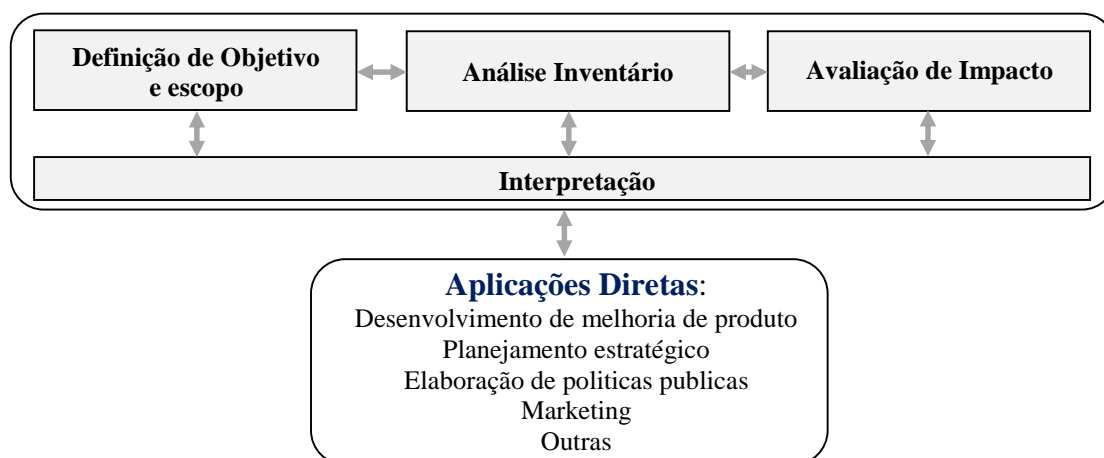 Definição de Objetivo
e escopo
Análise Inventário
Avaliação de Impacto
Interpretação
Aplicações Diretas:
Desenvolvimento de melhoria de produto
Planejamento estratégico
Elaboração de politicas publicas
Marketing
Outras